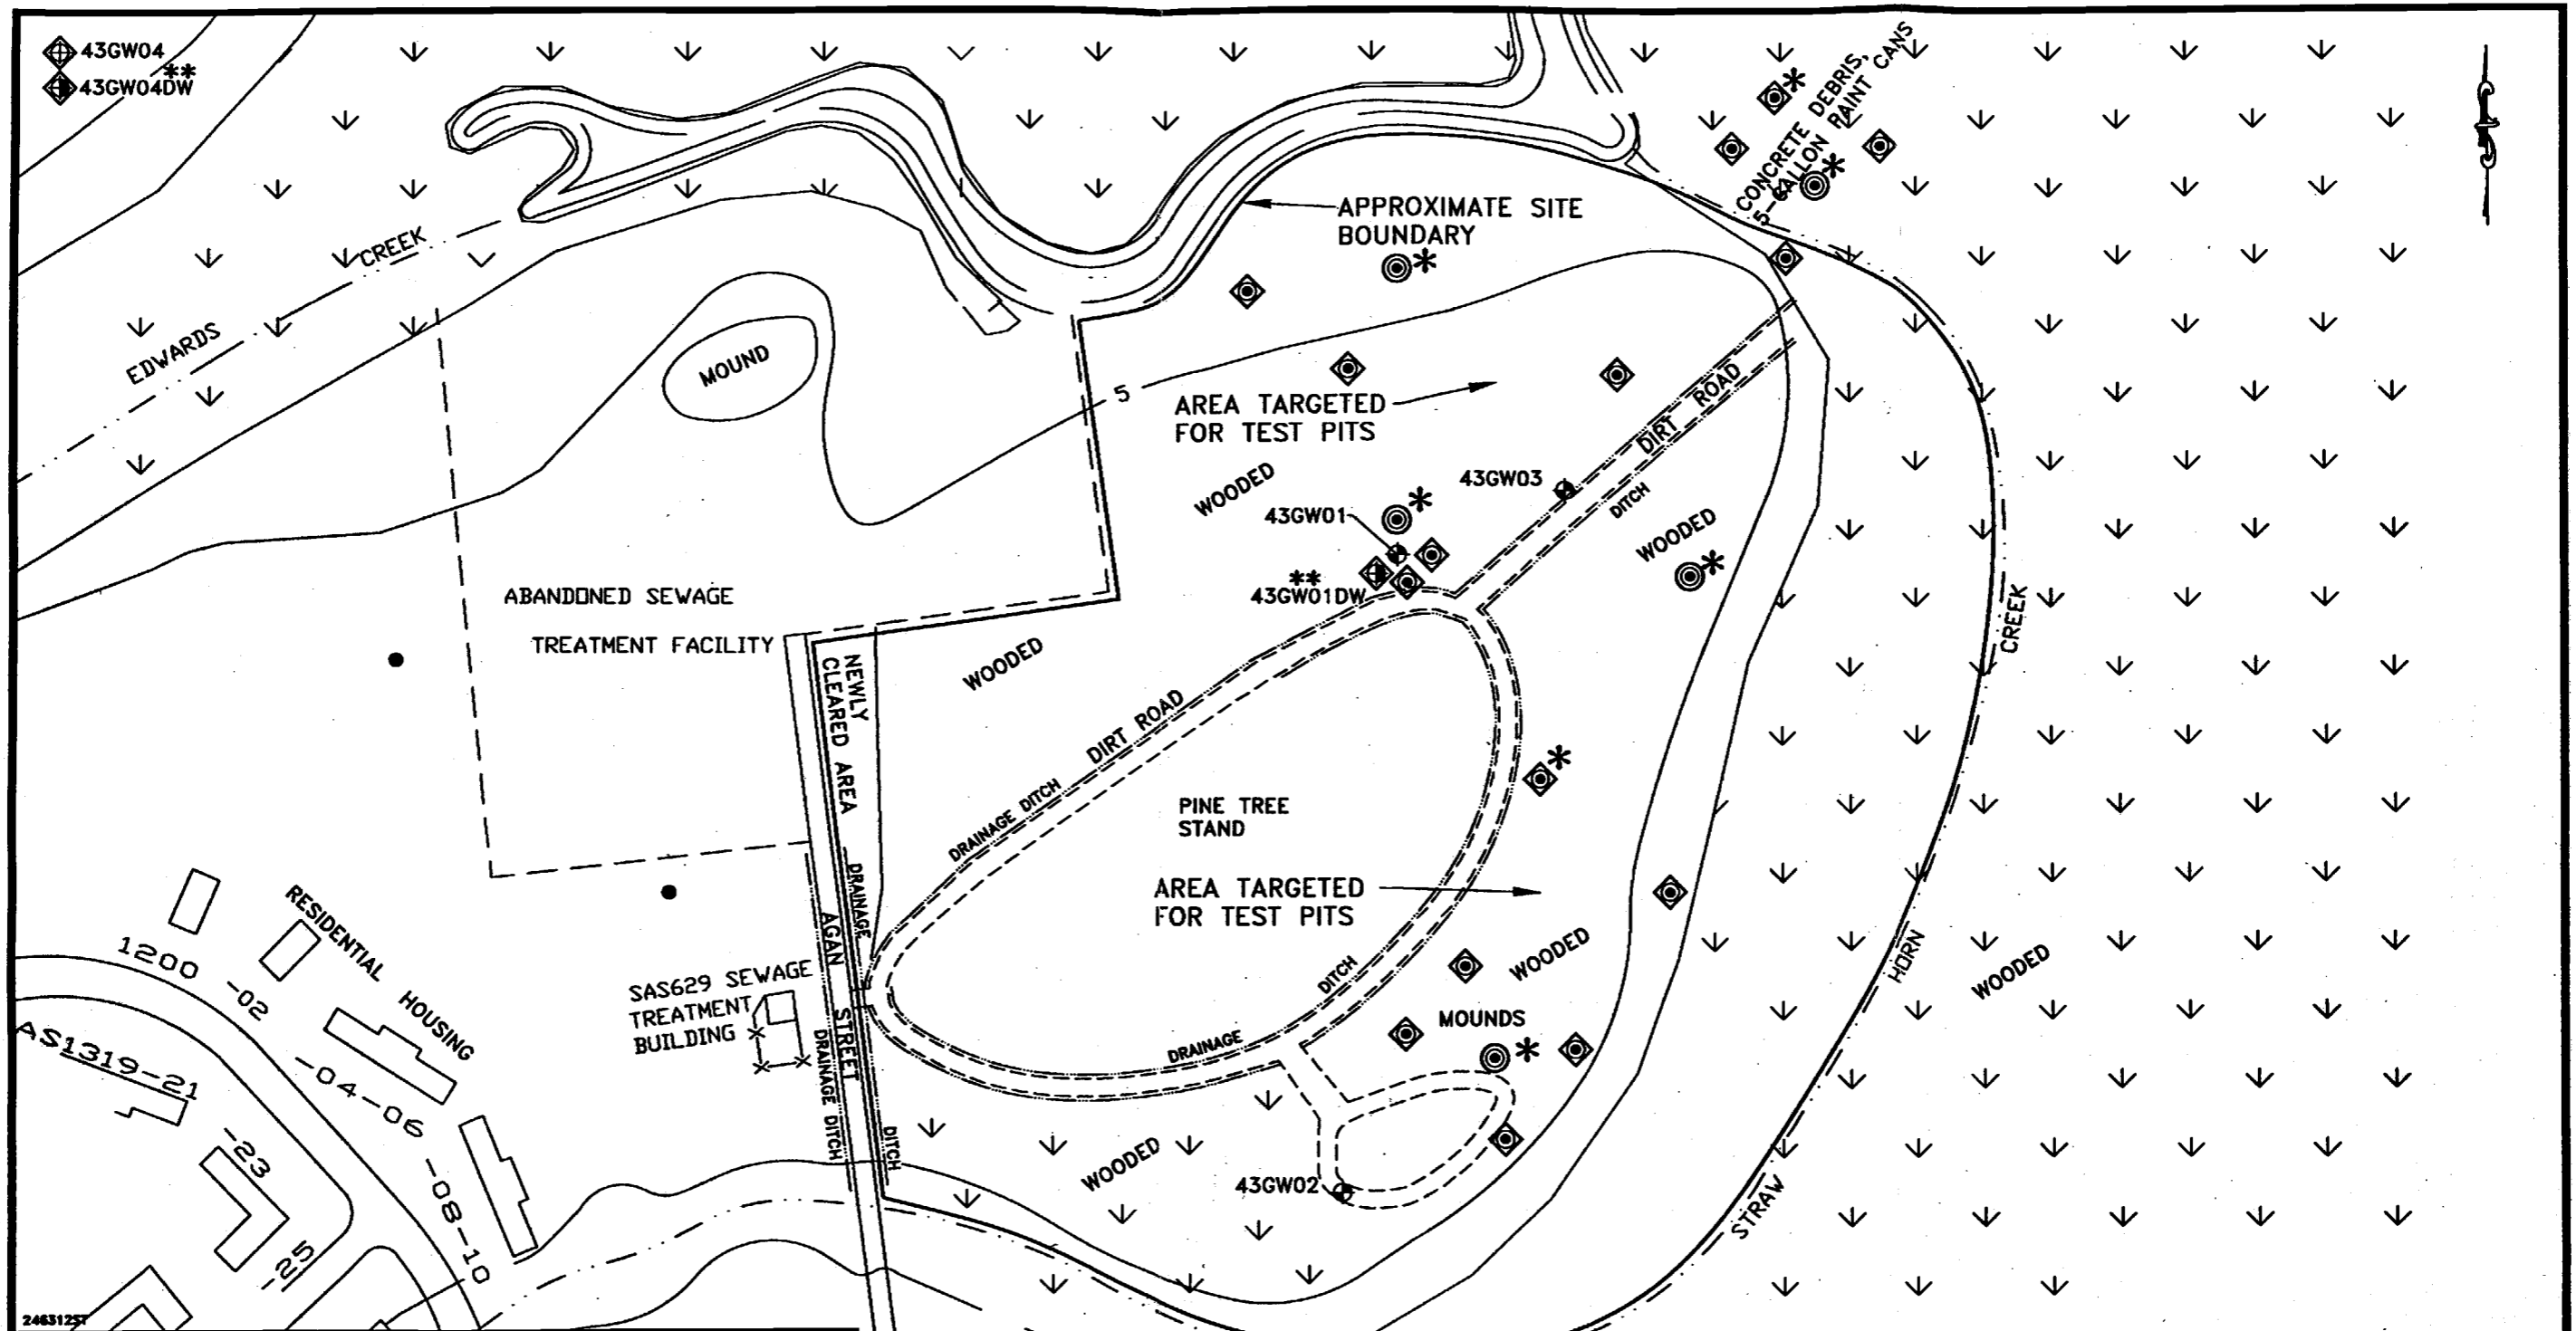 43GW04
**
43GW04DW
CONCRETE DEBRIS,
5-GALLON PAINT CANS
*
*
APPROXIMATE SITE
BOUNDARY
*
EDWARDS CREEK
MOUND
5
AREA TARGETED
FOR TEST PITS
DIRT ROAD
WOODED
43GW03
*
43GW01
DITCH
WOODED
*
**
43GW01DW
ABANDONED SEWAGE
TREATMENT FACILITY
NEWLY
CLEARED AREA
WOODED
DIRT ROAD
DRAINAGE DITCH
PINE TREE
STAND
*
AREA TARGETED
FOR TEST PITS
DRAINAGE
DITCH
AGAN STREET
DRAINAGE DITCH
RESIDENTIAL HOUSING
1200 -02
-04-06
-08-10
AS1319-21
-23
-25
SAS629 SEWAGE
TREATMENT
BUILDING
DRAINAGE
DITCH
WOODED
MOUNDS
*
WOODED
43GW02
WOODED
STRAW HORN CREEK
246312ST